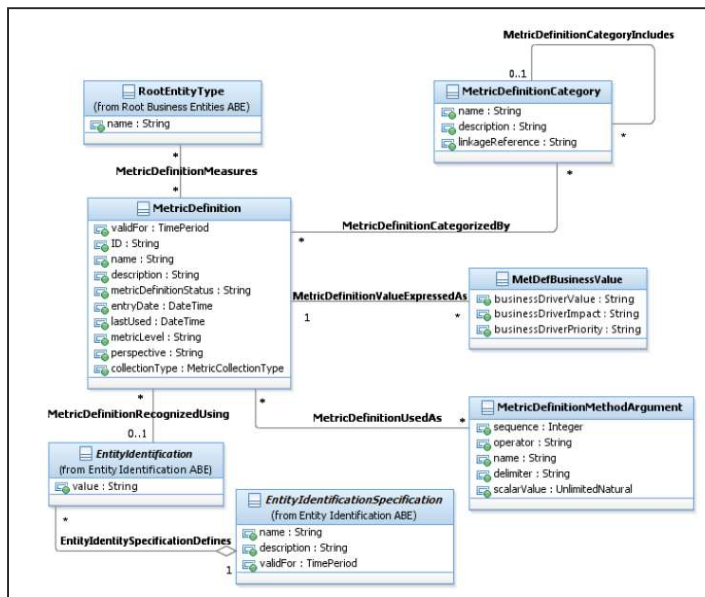 MetricDefinitionCategoryIncludes
0..1
RootEntityType
(from Root Business Entities ABE)
name : String
MetricDefinitionCategory
name : String
description : String
linkageReference : String
*
*
MetricDefinitionMeasures
*
*
MetricDefinition
validFor : TimePeriod
ID : String
name : String
description : String
metricDefinitionStatus : String
entryDate : DateTime
lastUsed : DateTime
metricLevel : String
perspective : String
collectionType : MetricCollectionType
MetricDefinitionCategorizedBy
*
MetricDefinitionValueExpressedAs
1
*
MetDefBusinessValue
businessDriverValue : String
businessDriverImpact : String
businessDriverPriority : String
*
MetricDefinitionRecognizedUsing
0..1
*
MetricDefinitionUsedAs
*
MetricDefinitionMethodArgument
sequence : Integer
operator : String
name : String
delimiter : String
scalarValue : UnlimitedNatural
EntityIdentification
(from Entity Identification ABE)
value : String
*
EntityIdentitySpecificationDefines
1
EntityIdentificationSpecification
(from Entity Identification ABE)
name : String
description : String
validFor : TimePeriod